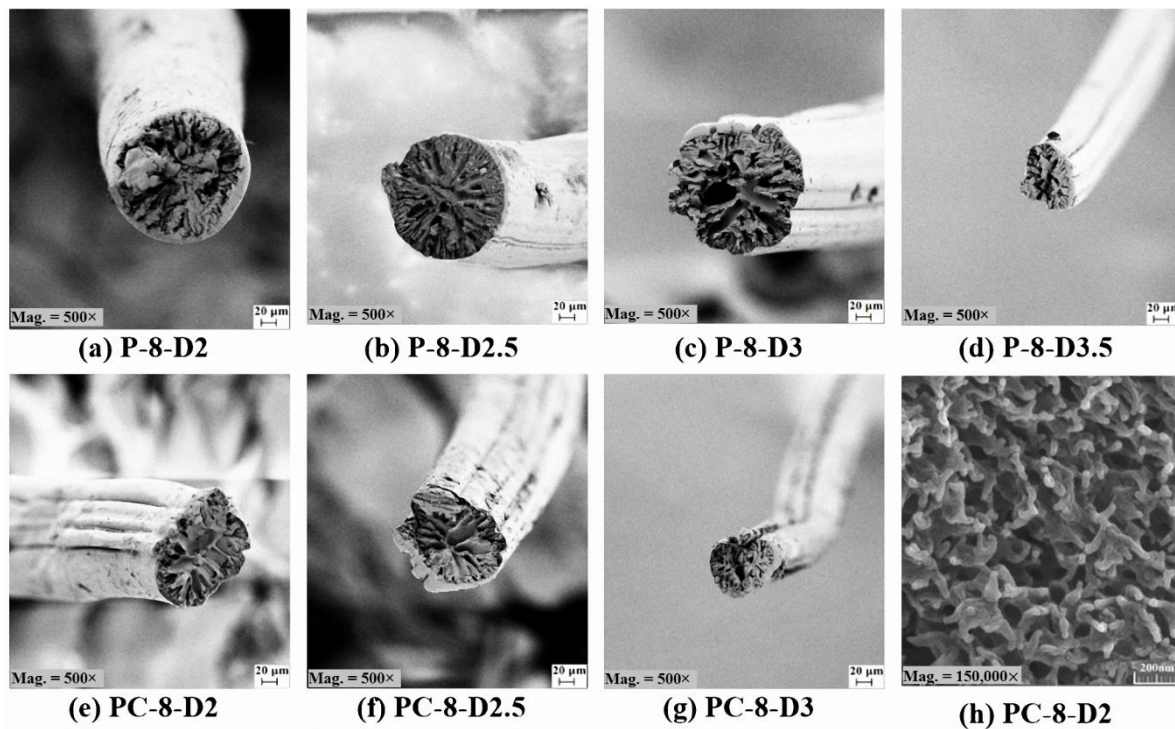 20 µm
Mag. = 500×
(a) P-8-D2
20 µm
Mag. = 500×
(b) P-8-D2.5
20 µm
Mag. = 500×
(c) P-8-D3
20 µm
Mag. = 500×
(d) P-8-D3.5
20 µm
Mag. = 500×
(e) PC-8-D2
20 µm
Mag. = 500×
(f) PC-8-D2.5
20 µm
Mag. = 500×
(g) PC-8-D3
200nm
Mag. = 150,000×
(h) PC-8-D2